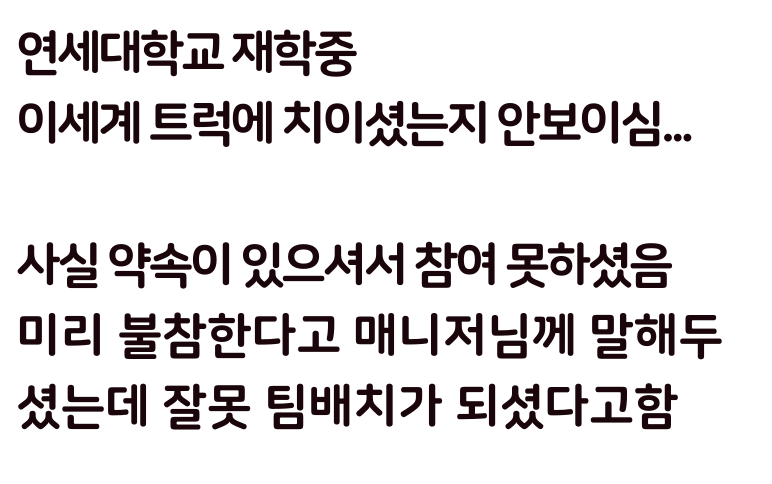 연세대학교 재학중
이세계 트럭에 치이셨는지 안보이심...
사실 약속이 있으셔서 참여 못하셨음
미리 불참한다고 매니저님께 말해두
셨는데 잘못 팀배치가 되셨다고함